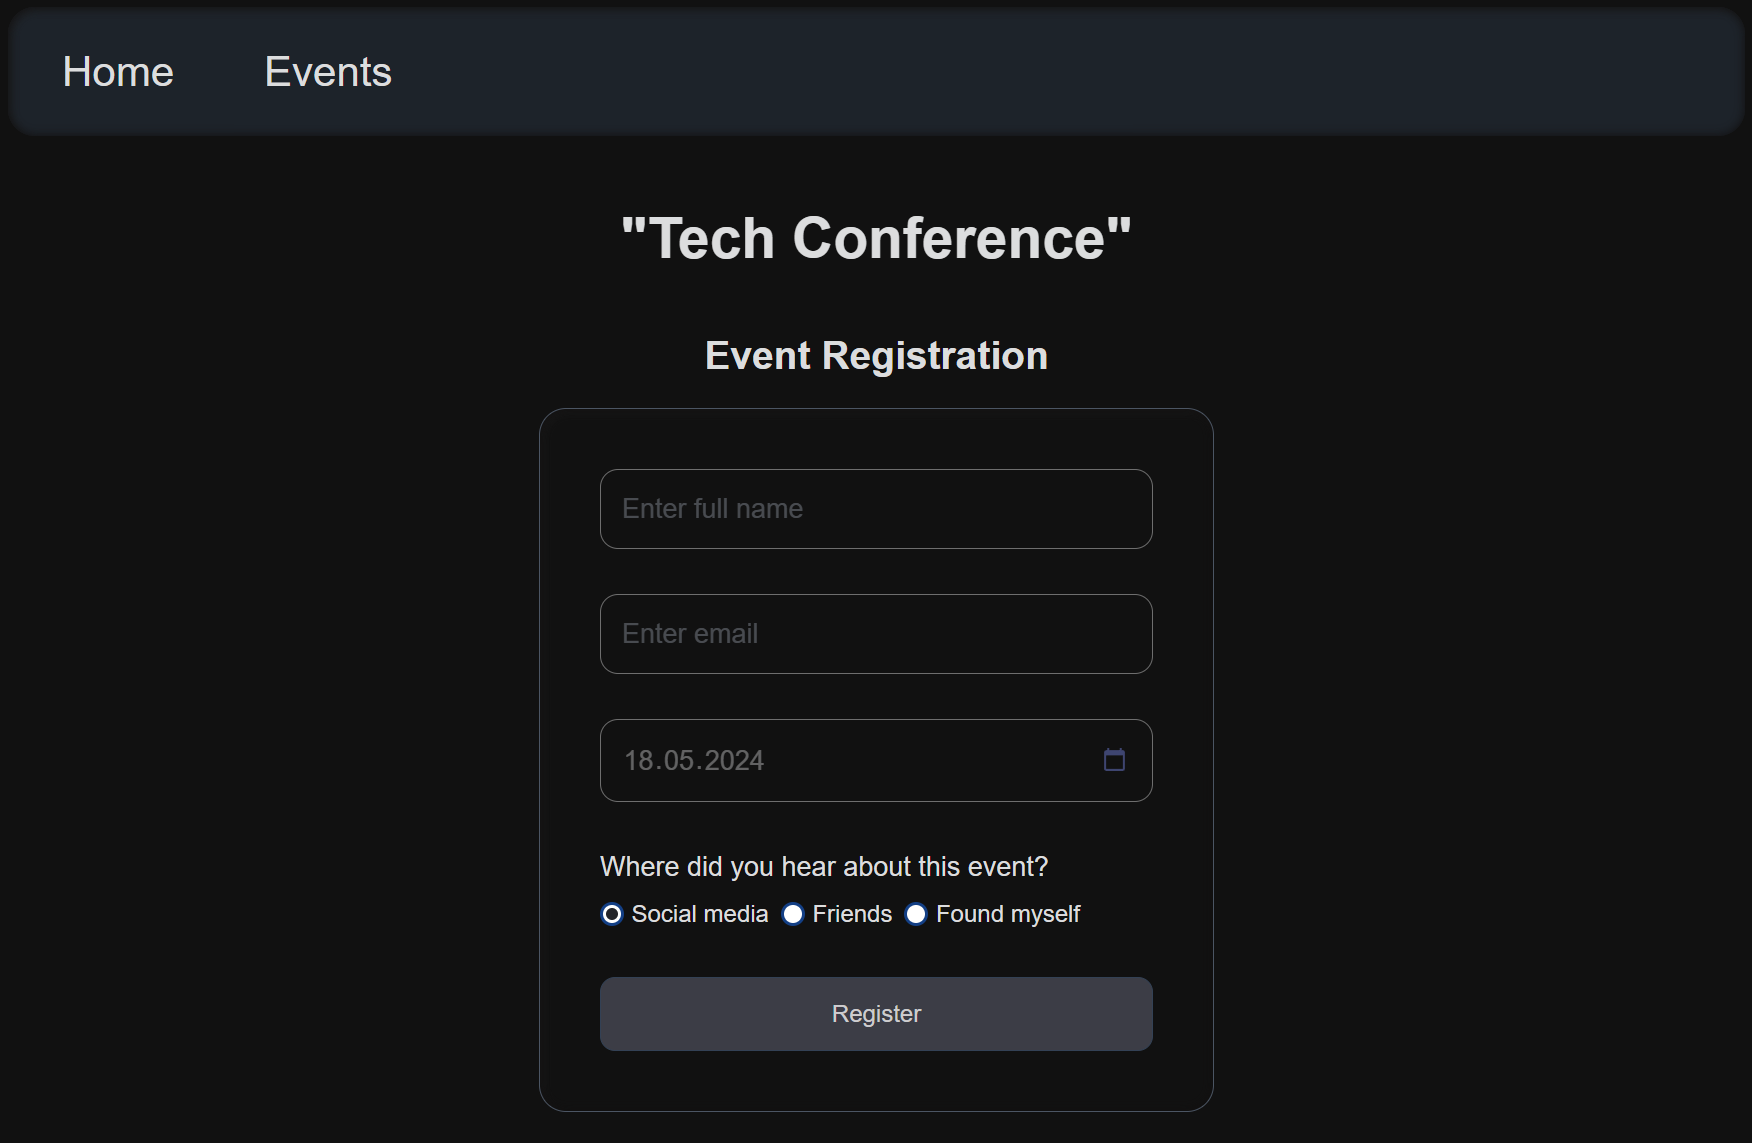 Home Events
"Tech Conference"
Event Registration
Enter full name
Enter email
18.05.2024
Where did you hear about this event?
Social media Friends Found myself
Register